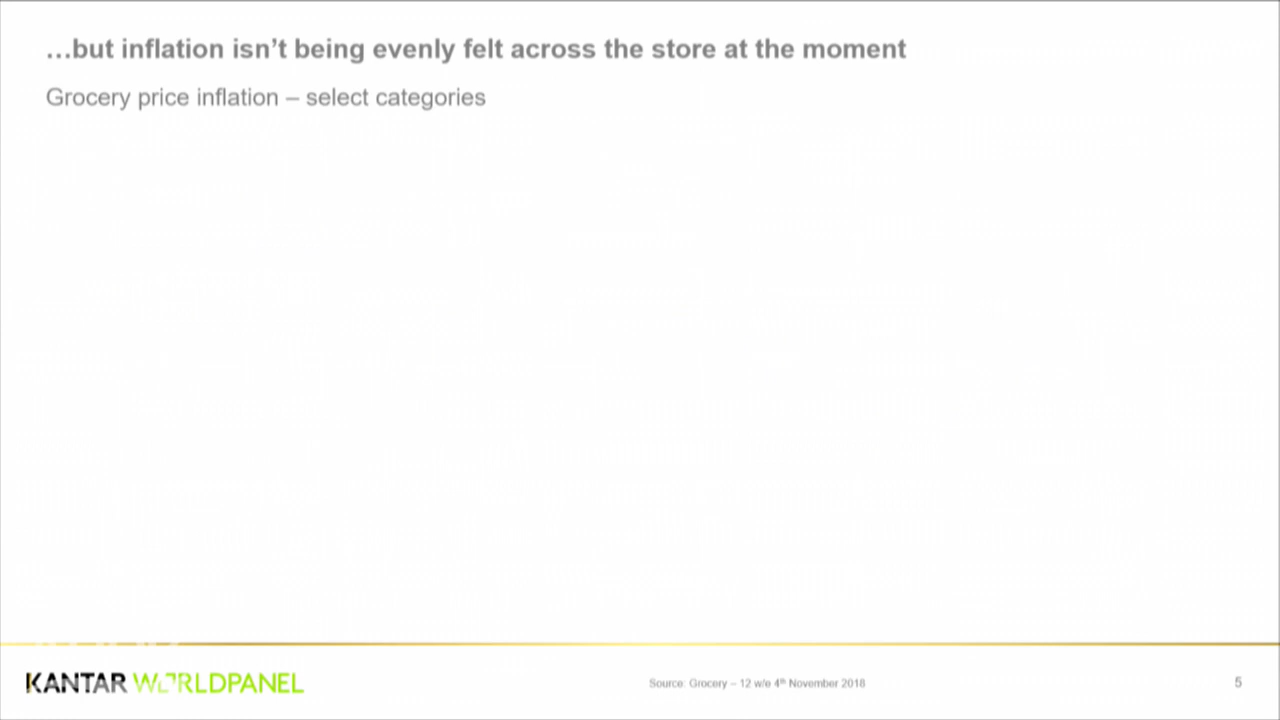 …but inflation isn’t being evenly felt across the store at the moment
Grocery price inflation – select categories
KANTAR WORLDPANEL
Source: Grocery – 12 w/e 4th November 2018
5